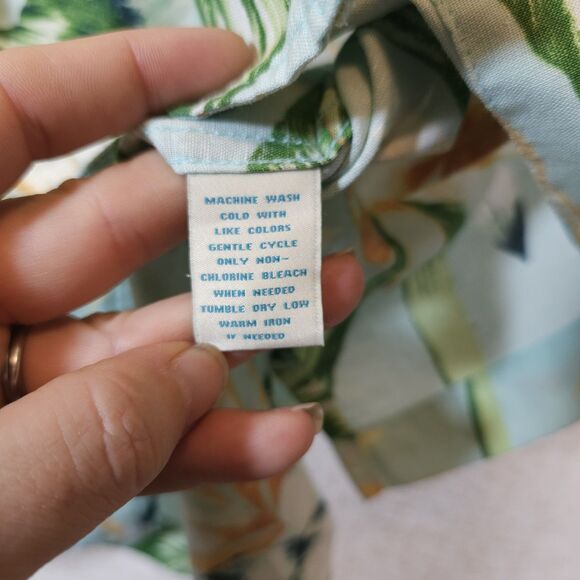 MACHINE WASH
COLD WITH
LIKE COLORS
GENTLE CYCLE
ONLY NON-
CHLORINE BLEACH
WHEN NEEDED
TUMBLE DRY LOW
WARM IRON
IF NEEDED